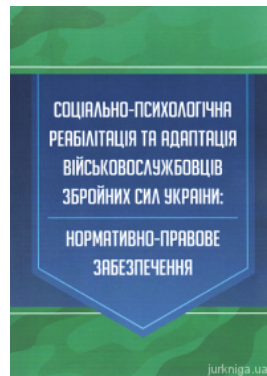 СОЦІАЛЬНО-ПСИХОЛОГІЧНА
РЕАБІЛІТАЦІЯ ТА АДАПТАЦІЯ
ВІЙСЬКОВОСЛУЖБОВЦІВ
ЗБРОЙНИХ СИЛ УКРАЇНИ:
НОРМАТИВНО-ПРАВОВЕ
ЗАБЕЗПЕЧЕННЯ
jurkniga.ua